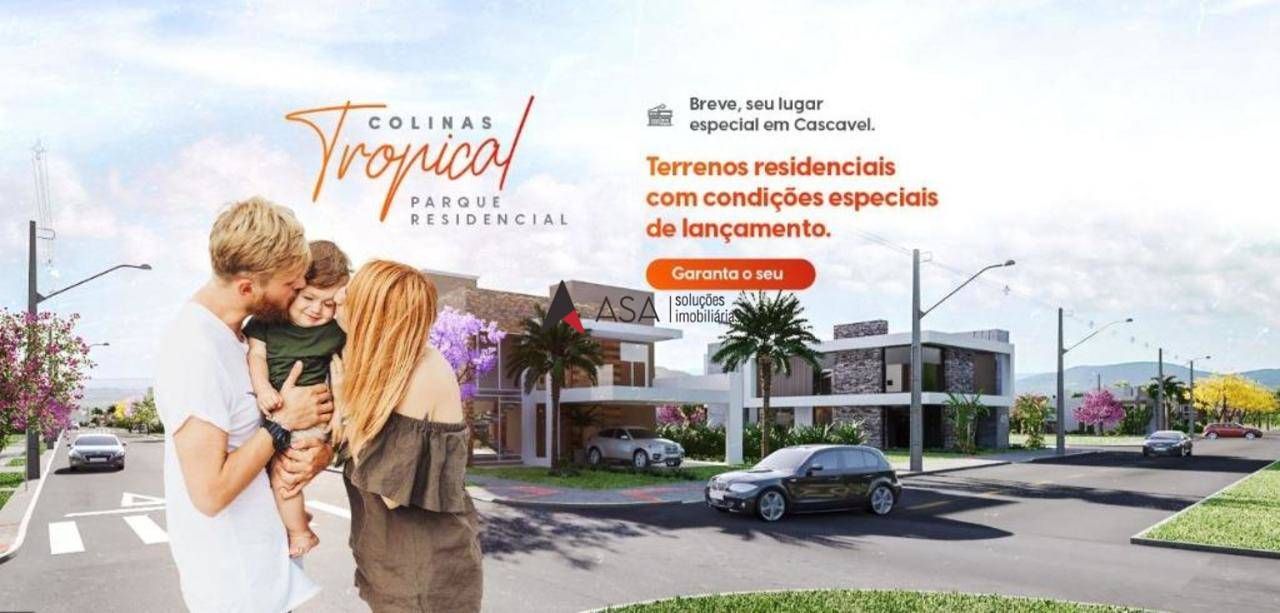 COLINAS
Tropical
PARQUE
RESIDENCIAL
Breve, seu lugar
especial em Cascavel.
Terrenos residenciais
com condições especiais
de lançamento.
Garanta o seu
ASA
soluções
imobiliárias